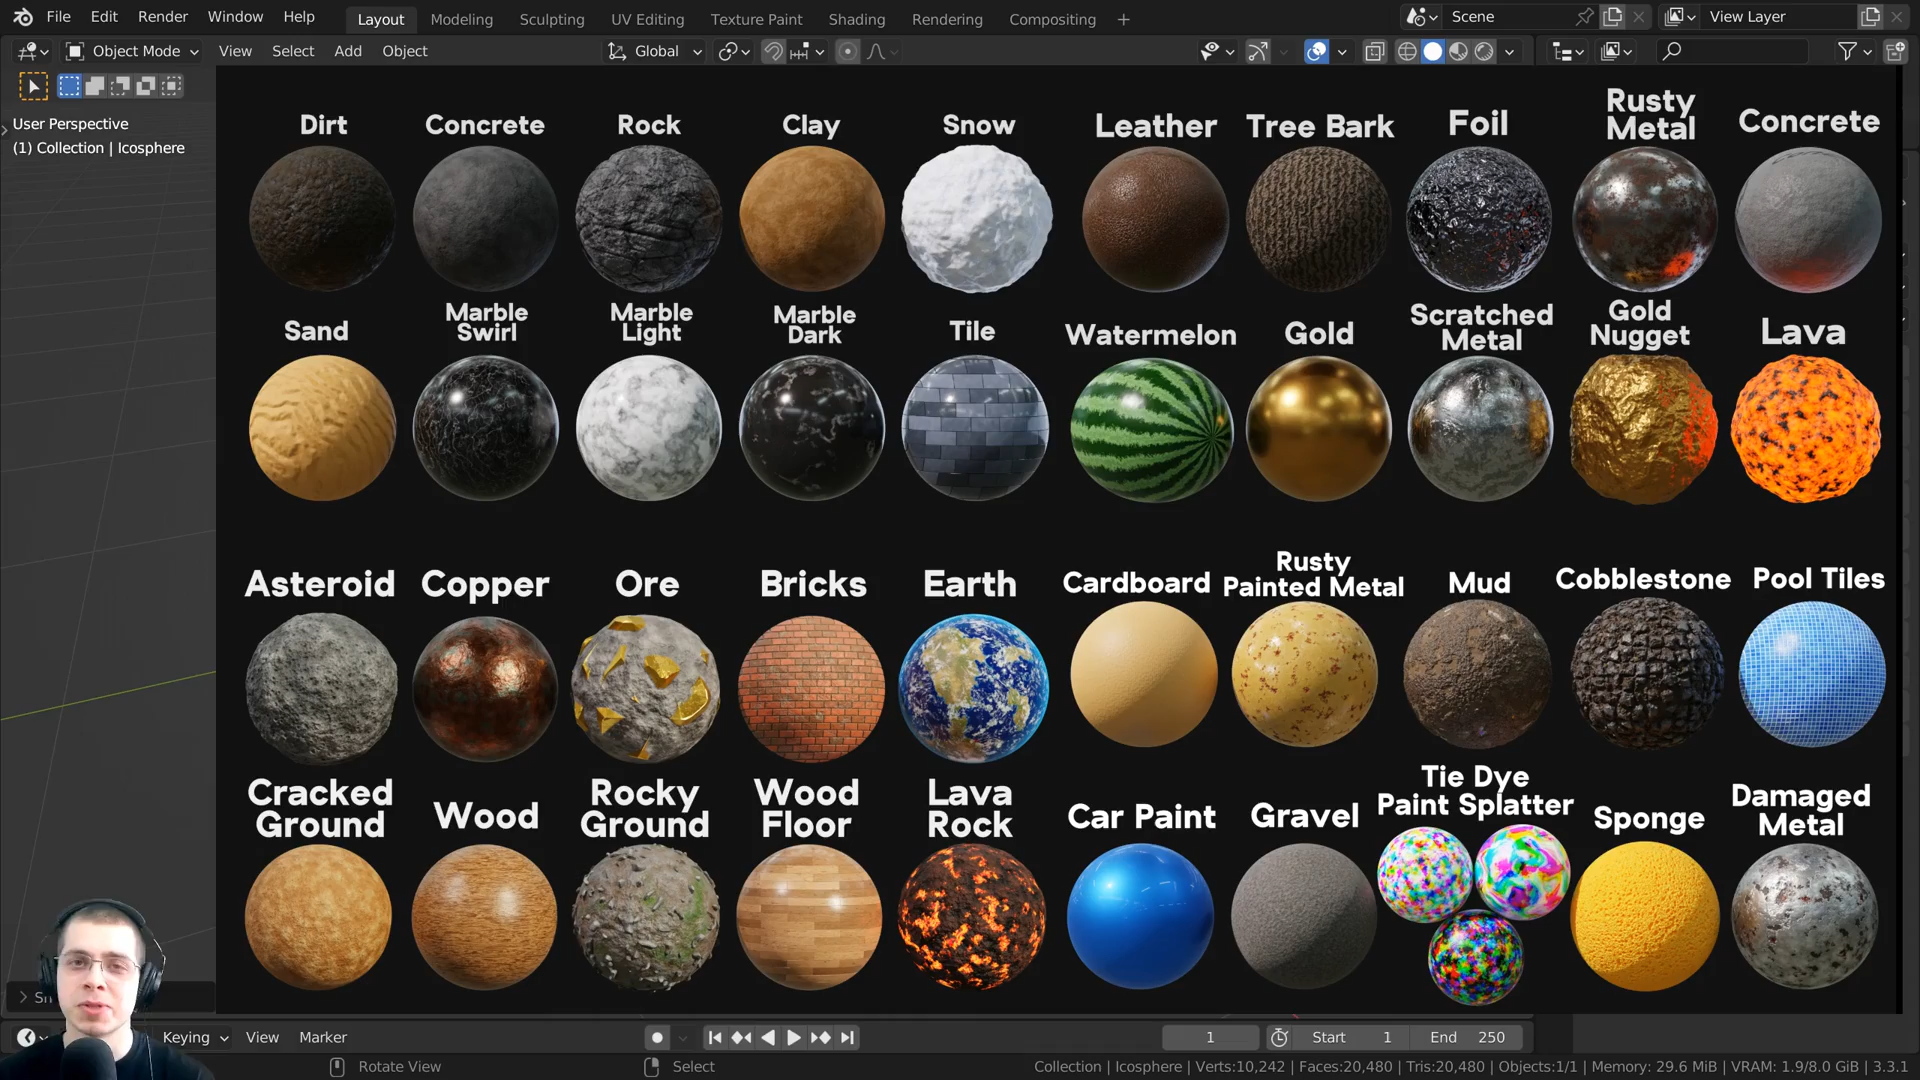 File Edit Render Window Help Layout Modeling Sculpting UV Editing Texture Paint Shading Rendering Compositing + Scene View Layer
Object Mode View Select Add Object Global
User Perspective
(1) Collection | Icosphere
Dirt Concrete Rock Clay Snow Leather Tree Bark Foil Rusty Metal Concrete
Sand Marble Swirl Marble Light Marble Dark Tile Watermelon Gold Scratched Metal Gold Nugget Lava
Asteroid Copper Ore Bricks Earth Cardboard Rusty Painted Metal Mud Cobblestone Pool Tiles
Cracked Ground Wood Rocky Ground Wood Floor Lava Rock Car Paint Gravel Tie Dye Paint Splatter Sponge Damaged Metal
Keying View Marker 1 Start 1 End 250
Rotate View Select Collection | Icosphere | Verts:10,242 | Faces:20,480 | Tris:20,480 | Objects:1/1 | Memory: 29.6 MiB | VRAM: 1.9/8.0 GiB | 3.3.1